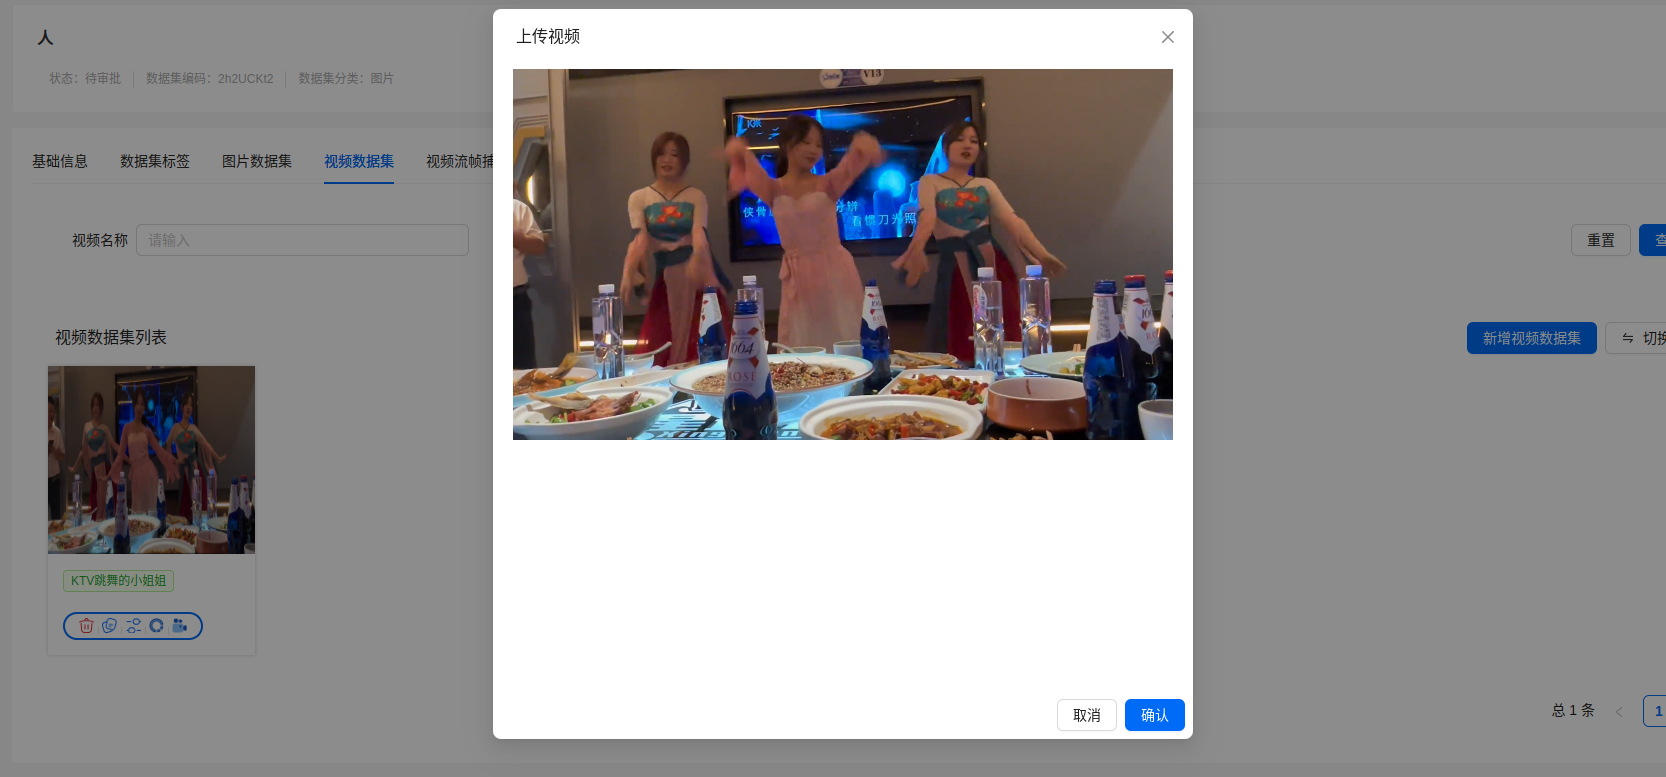 人
状态：待审批
数据集编码：2h2UCKt2
数据集分类：图片
基础信息
数据集标签
图片数据集
视频数据集
视频流帧捕
视频名称
请输入
重置
查
视频数据集列表
新增视频数据集
切换
KTV跳舞的小姐姐
总 1 条
1
上传视频
V13
侠骨
分辨
看惯刀光照
664
ROSÉ
取消
确认